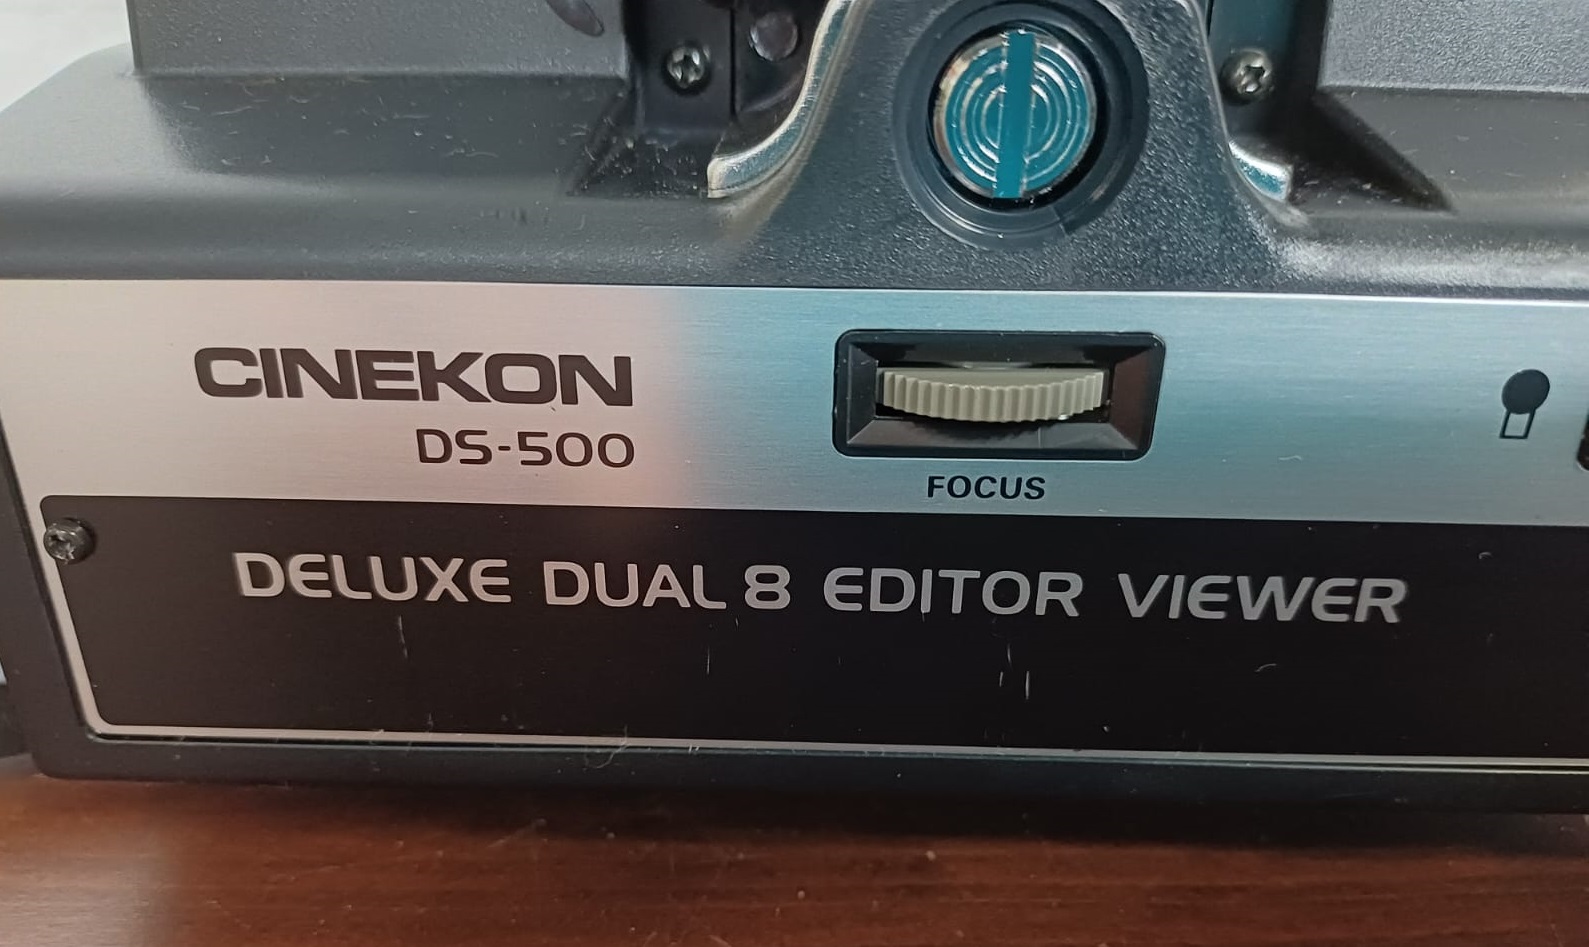 CINEKON
DS-500
FOCUS
DELUXE DUAL 8 EDITOR VIEWER